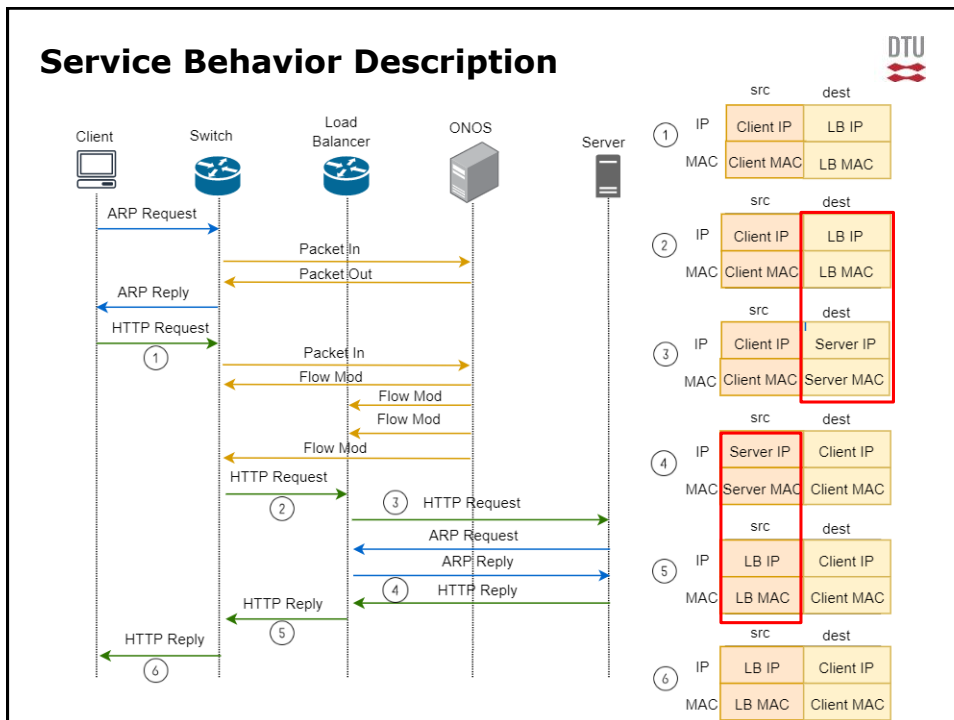 Service Behavior Description
DTU
Client
Switch
Load
Balancer
ONOS
Server
ARP Request
Packet In
Packet Out
ARP Reply
HTTP Request
1
Packet In
Flow Mod
Flow Mod
Flow Mod
Flow Mod
HTTP Request
2
3 HTTP Request
ARP Request
ARP Reply
4 HTTP Reply
HTTP Reply
5
HTTP Reply
6
src dest
1 IP Client IP LB IP
MAC Client MAC LB MAC
src dest
2 IP Client IP LB IP
MAC Client MAC LB MAC
src dest
3 IP Client IP Server IP
MAC Client MAC Server MAC
src dest
4 IP Server IP Client IP
MAC Server MAC Client MAC
src dest
5 IP LB IP Client IP
MAC LB MAC Client MAC
src dest
6 IP LB IP Client IP
MAC LB MAC Client MAC